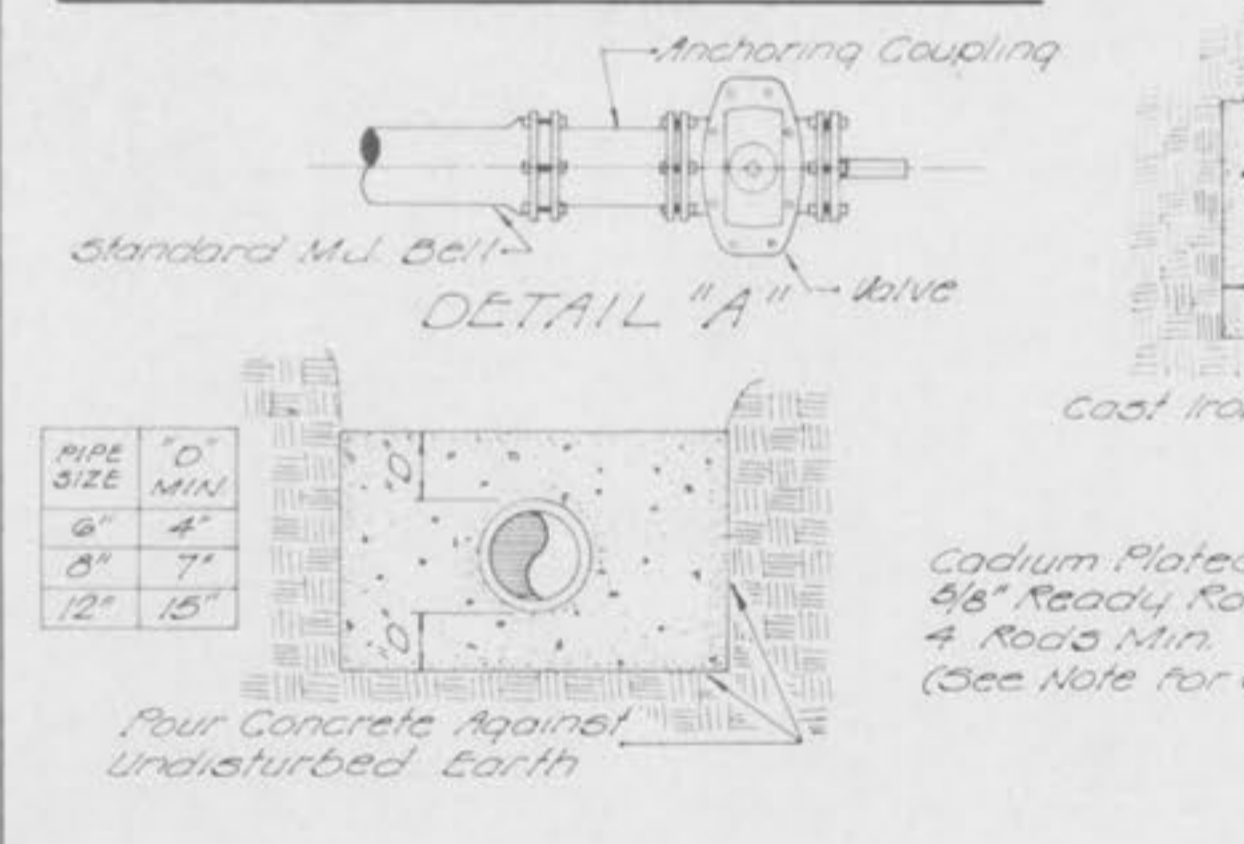 Anchoring Coupling
Standard M.J. Bell
Valve
DETAIL "A"
PIPE SIZE
"D" MIN
6" 4"
8" 7"
12" 15"
"D"
"D"
Pour Concrete Against
Undisturbed Earth
Cast Iro
Cadium Plated
5/8" Ready Ro
4 Rods Min.
(See Note For